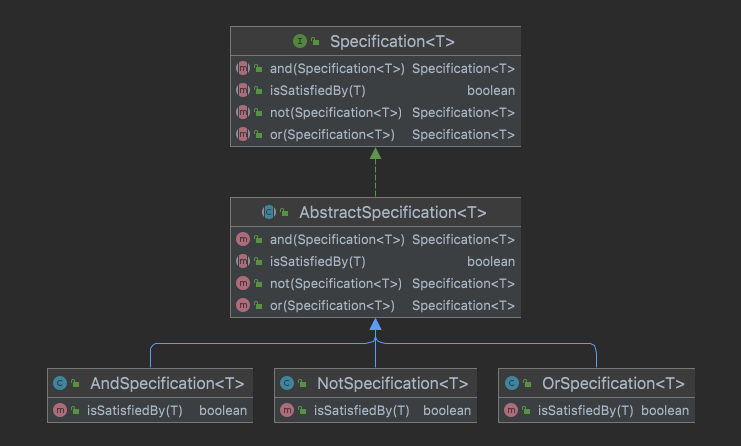 Specification<T>
and(Specification<T>) Specification<T>
isSatisfiedBy(T) boolean
not(Specification<T>) Specification<T>
or(Specification<T>) Specification<T>
AbstractSpecification<T>
and(Specification<T>) Specification<T>
isSatisfiedBy(T) boolean
not(Specification<T>) Specification<T>
or(Specification<T>) Specification<T>
AndSpecification<T>
isSatisfiedBy(T) boolean
NotSpecification<T>
isSatisfiedBy(T) boolean
OrSpecification<T>
isSatisfiedBy(T) boolean